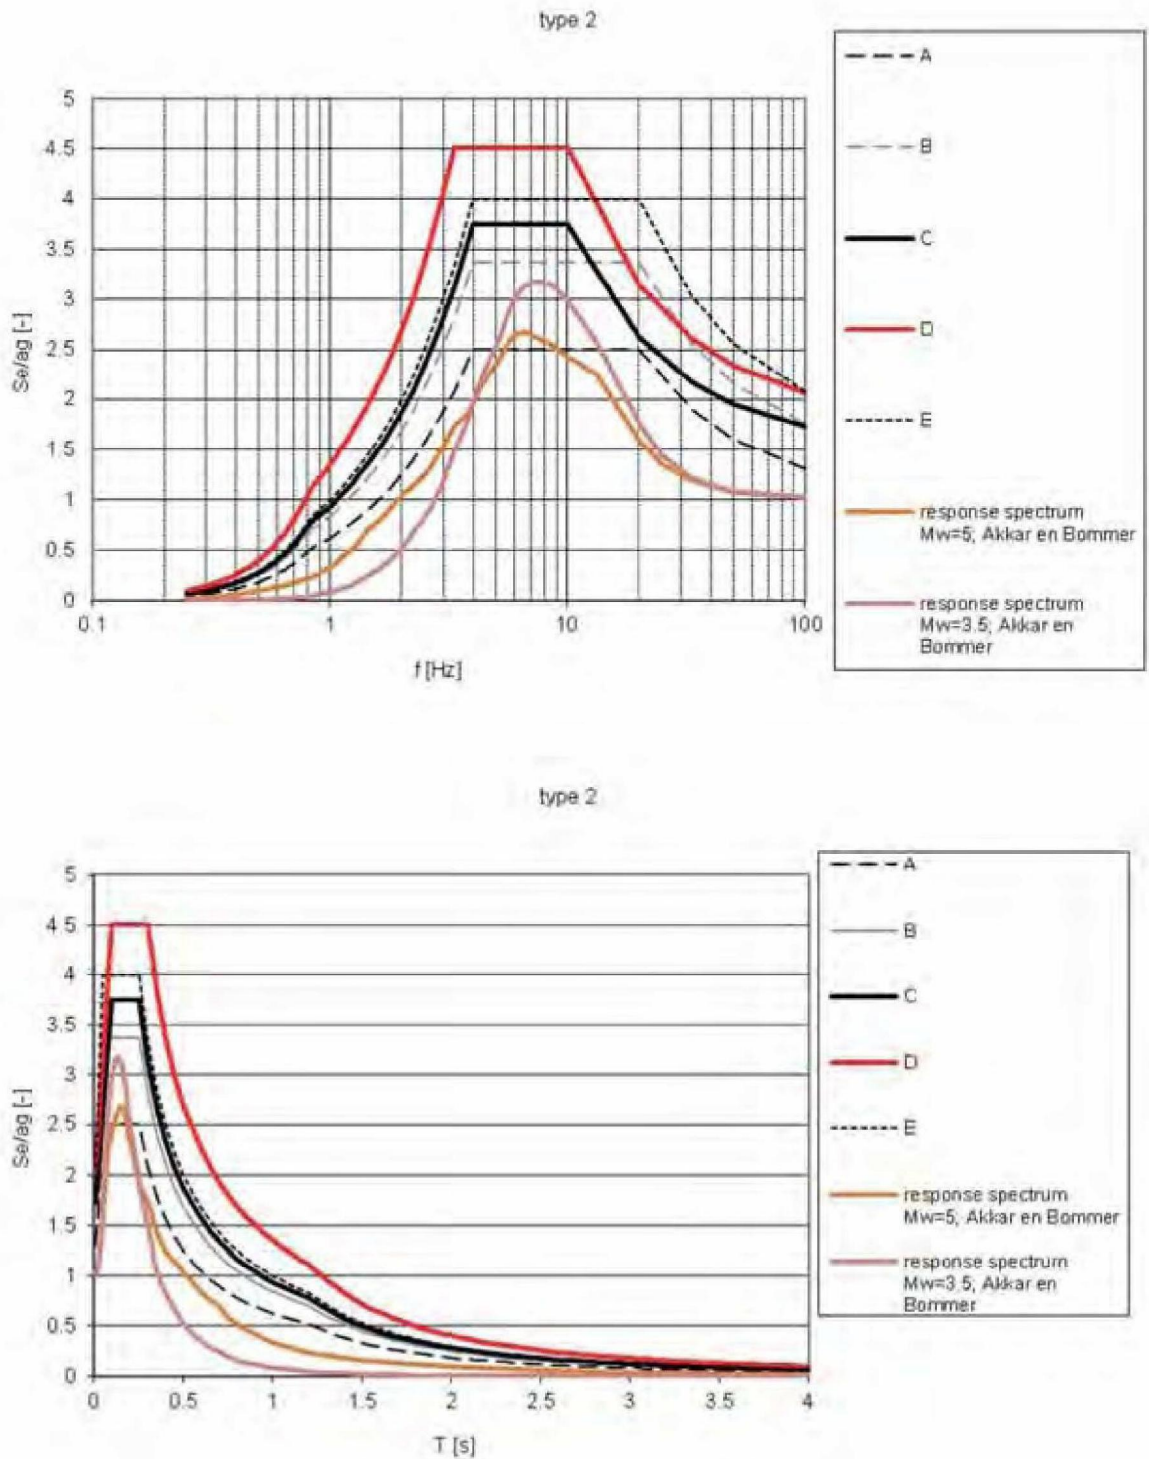 type 2
5
4.5
4
3.5
3
2.5
2
1.5
1
0.5
0
Se/ag [-]
0.1
1
10
100
f [Hz]
A
B
C
D
E
response spectrum
Mw=5; Akkar en Bommer
response spectrum
Mw=3.5; Akkar en
Bommer
type 2
5
4.5
4
3.5
3
2.5
2
1.5
1
0.5
0
Se/ag [-]
0
0.5
1
1.5
2
2.5
3
3.5
4
T [s]
A
B
C
D
E
response spectrum
Mw=5; Akkar en Bommer
response spectrum
Mw=3.5; Akkar en
Bommer